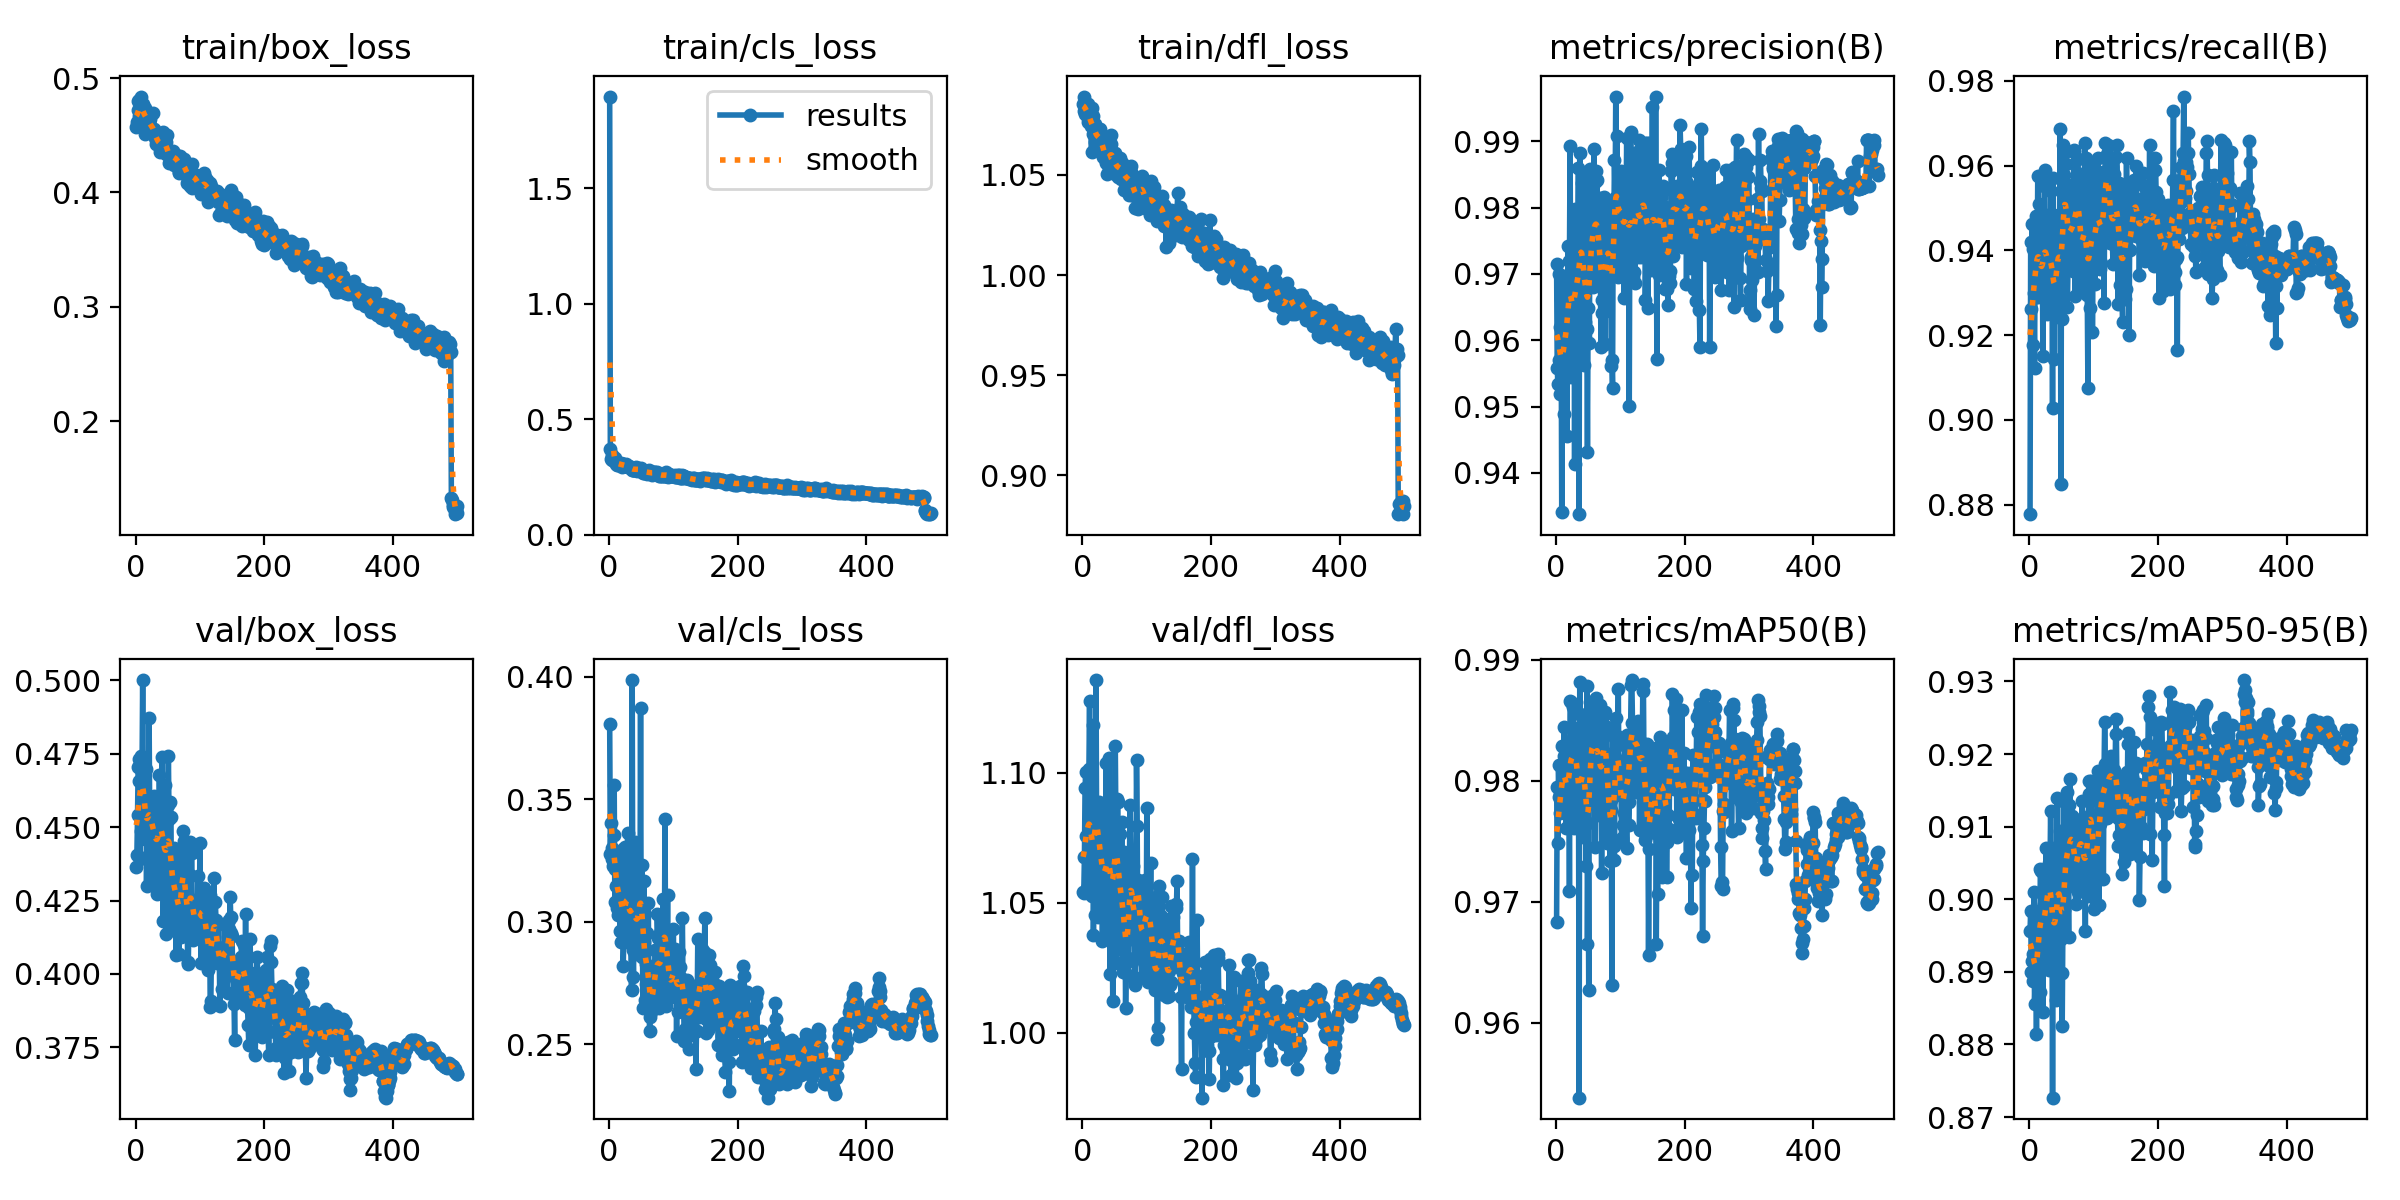 train/box_loss
train/cls_loss
train/dfl_loss
metrics/precision(B)
metrics/recall(B)
0.5
0.4
0.3
0.2
0 200 400
results
smooth
1.5
1.0
0.5
0.0
0 200 400
1.05
1.00
0.95
0.90
0 200 400
0.99
0.98
0.97
0.96
0.95
0.94
0 200 400
0.98
0.96
0.94
0.92
0.90
0.88
0 200 400
val/box_loss
val/cls_loss
val/dfl_loss
metrics/mAP50(B)
metrics/mAP50-95(B)
0.500
0.475
0.450
0.425
0.400
0.375
0 200 400
0.40
0.35
0.30
0.25
0 200 400
1.10
1.05
1.00
0 200 400
0.99
0.98
0.97
0.96
0 200 400
0.93
0.92
0.91
0.90
0.89
0.88
0.87
0 200 400